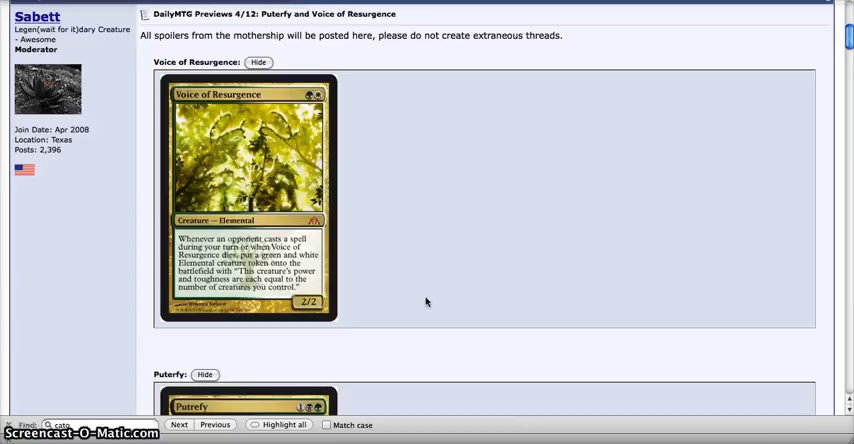 Sabett
DailyMTG Previews 4/12: Puterfy and Voice of Resurgence
Legen(wait for it)dary Creature
- Awesome
Moderator
All spoilers from the mothership will be posted here, please do not create extraneous threads.
Voice of Resurgence: Hide
Voice of Resurgence
Join Date: Apr 2008
Location: Texas
Posts: 2,396
Creature — Elemental
Whenever an opponent casts a spell
during your turn or when Voice of
Resurgence dies, put a green and white
Elemental creature token onto the
battlefield with "This creature's power
and toughness are each equal to the
number of creatures you control."
2/2
Puterfy: Hide
Putrefy 1
Find: cato Next Previous Highlight all Match case
Screencast-O-Matic.com